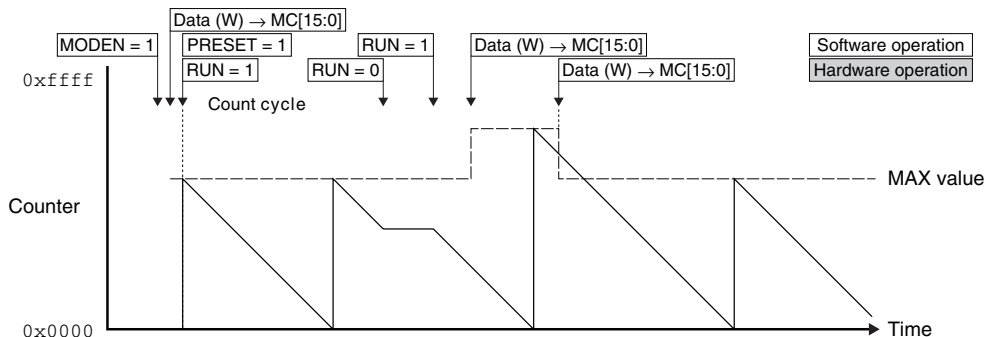 Data (W) → MC[15:0]
MODEN = 1
PRESET = 1
RUN = 1
Data (W) → MC[15:0]
Software operation
RUN = 1
RUN = 0
Data (W) → MC[15:0]
Hardware operation
0xffff
Count cycle
MAX value
Counter
0x0000
Time